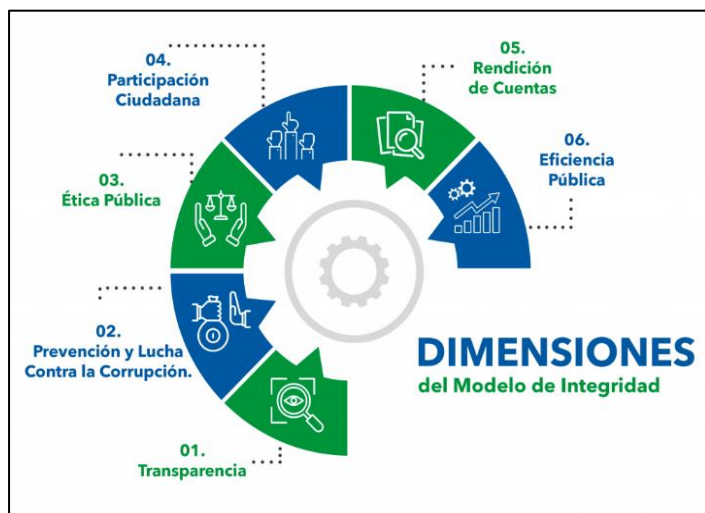 04.
Participación
Ciudadana
05.
Rendición
de Cuentas
06.
Eficiencia
Pública
03.
Ética Pública
02.
Prevención y Lucha
Contra la Corrupción.
01.
Transparencia
DIMENSIONES
del Modelo de Integridad